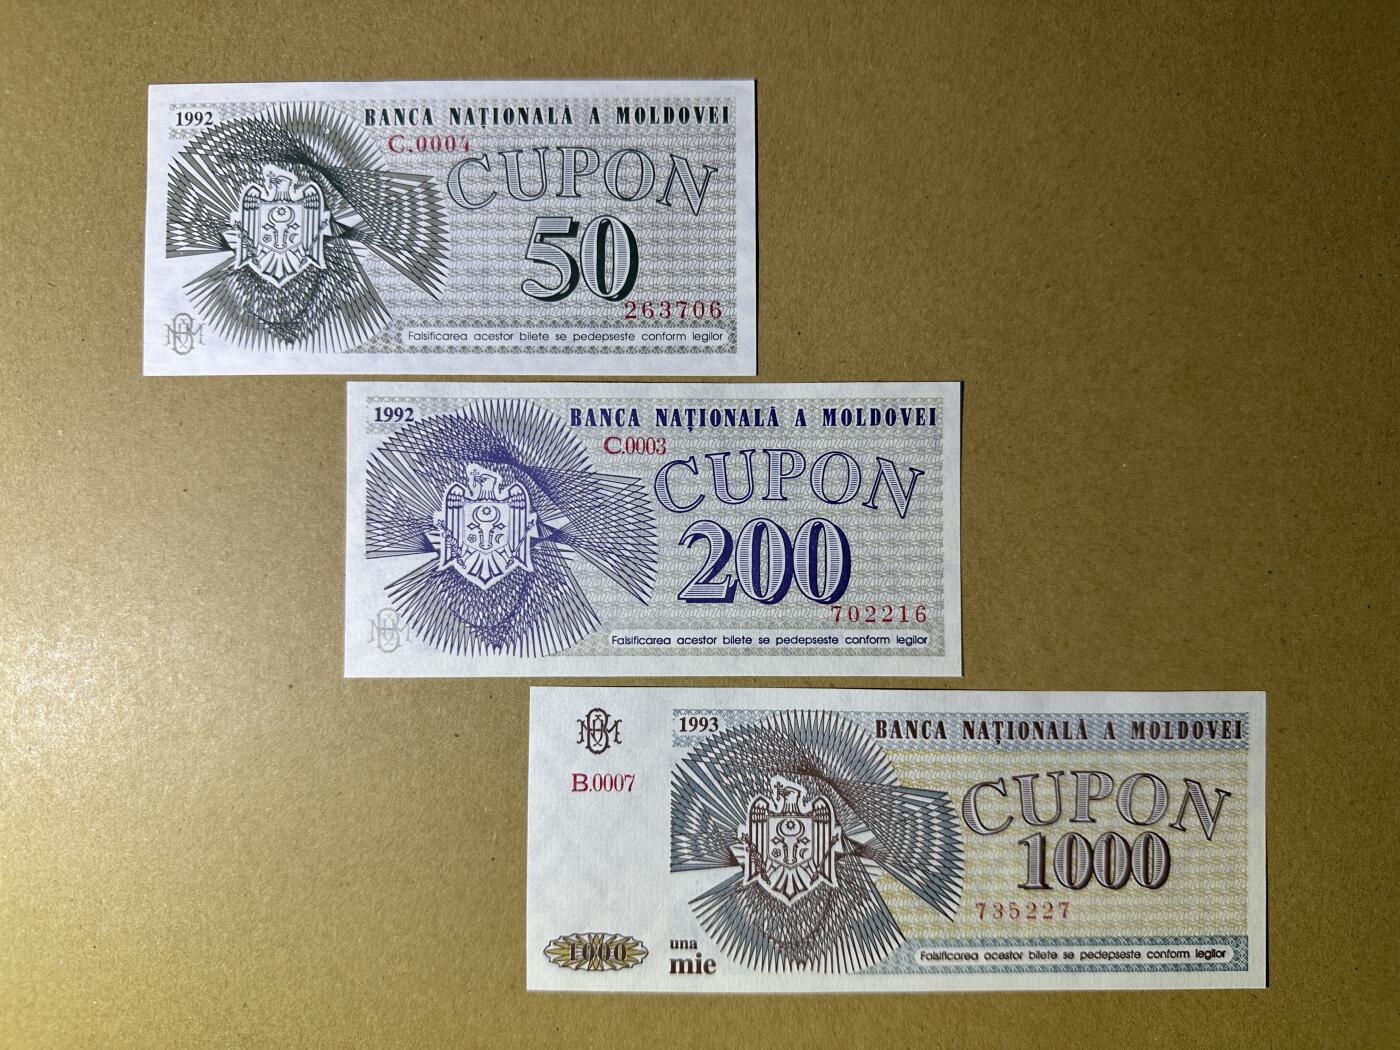 1992
BANCA NAȚIONALĂ A MOLDOVEI
C.0004
CUPON
50
263706
Falsificarea acestor bilete se pedepseste conform legilor
1992
BANCA NAȚIONALĂ A MOLDOVEI
C.0003
CUPON
200
702216
Falsificarea acestor bilete se pedepseste conform legilor
1993
BANCA NAȚIONALĂ A MOLDOVEI
B.0007
CUPON
1000
735227
1000
una
mie
Falsificarea acestor bilete se pedepseste conform legilor